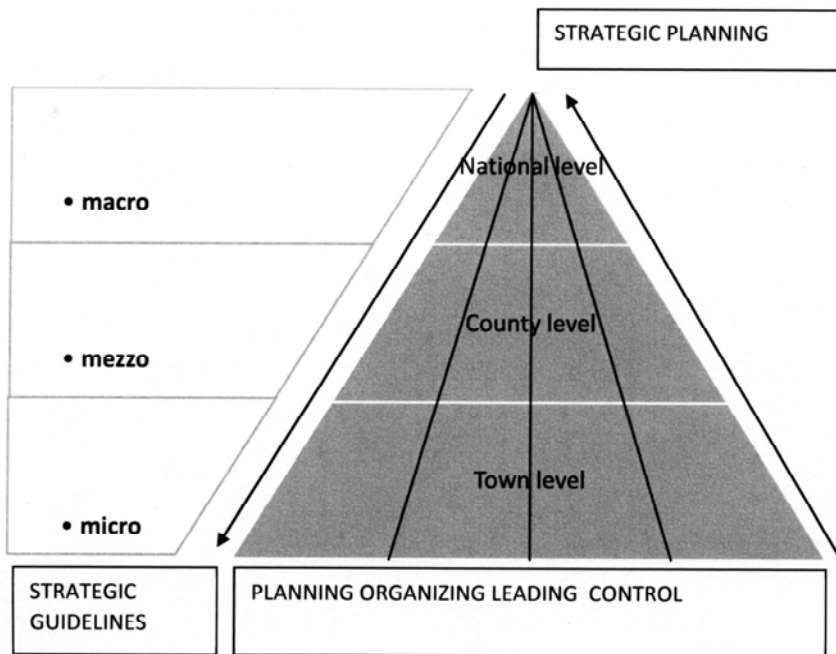 STRATEGIC PLANNING
National level
• macro
County level
• mezzo
Town level
• micro
STRATEGIC
GUIDELINES
PLANNING ORGANIZING LEADING CONTROL